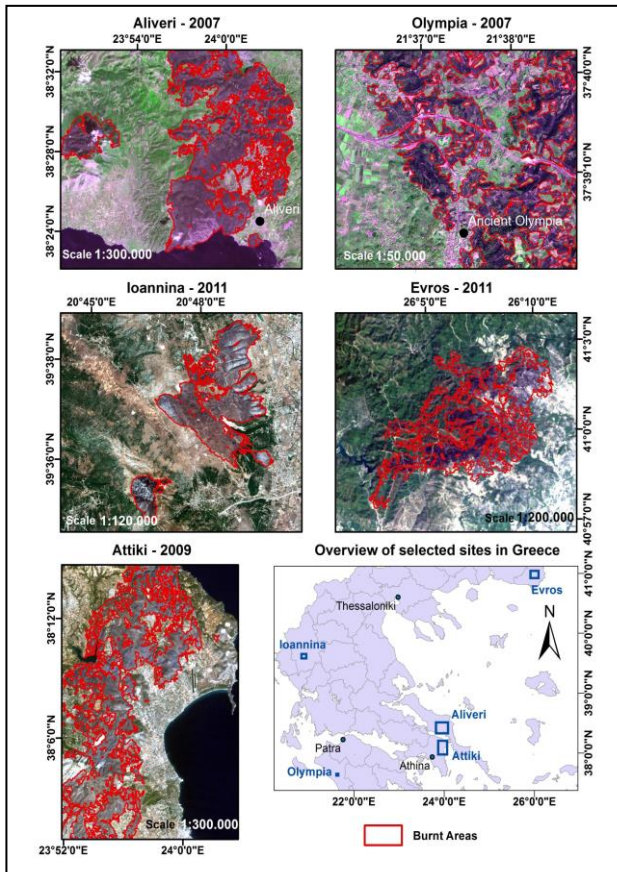 Aliveri - 2007
23°54'0"E 24°0'0"E
38°32'0"N
38°28'0"N
38°24'0"N
Aliveri
Scale 1:300.000
Olympia - 2007
21°37'0"E 21°38'0"E
37°40'0"N
37°39'10"N
Ancient Olympia
Scale 1:50.000
Ioannina - 2011
20°45'0"E 20°48'0"E
39°38'0"N
39°36'0"N
Scale 1:120.000
Evros - 2011
26°5'0"E 26°10'0"E
41°3'0"N
41°0'0"N
40°57'0"N
Scale 1:200.000
Attiki - 2009
38°12'0"N
38°6'0"N
Scale 1:300.000
23°52'0"E 24°0'0"E
Overview of selected sites in Greece
Evros
Thessaloniki
N
Ioannina
Aliveri
Patra
Attiki
Athina
Olympia
41°0'0"N
40°0'0"N
39°0'0"N
38°0'0"N
22°0'0"E 24°0'0"E 26°0'0"E
Burnt Areas